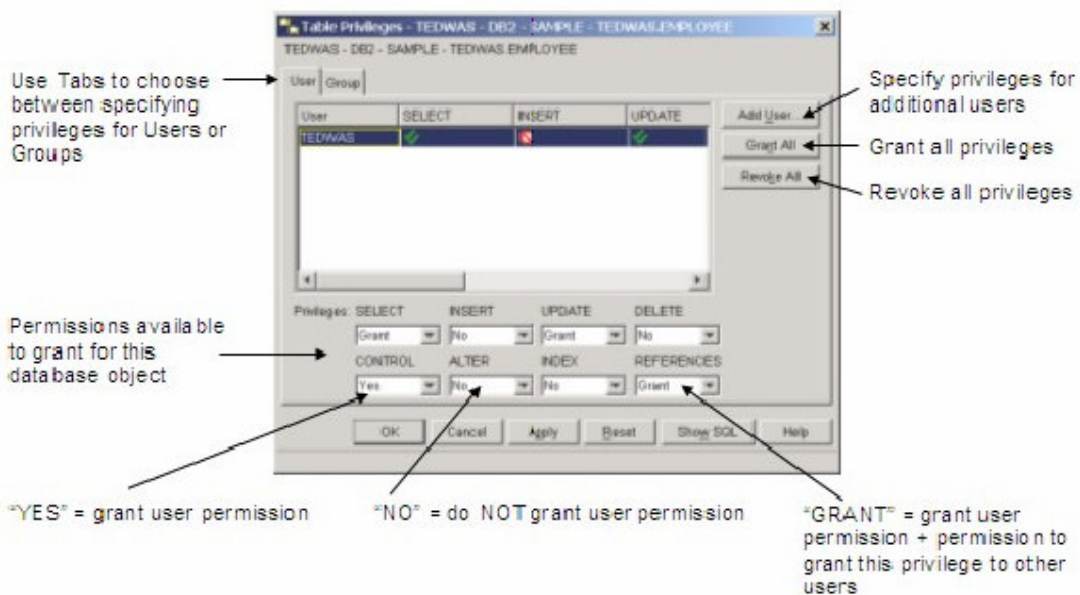 Table Privileges - TEDWAS - DB2 - SAMPLE - TEDWAS.EMPLOYEE
TEDWAS - DB2 - SAMPLE - TEDWAS.EMPLOYEE
Use Tabs to choose
between specifying
privileges for Users or
Groups
User Group
User SELECT INSERT UPDATE
TEDWAS
Add User...
Grant All
Revoke All
Specify privileges for
additional users
Grant all privileges
Revoke all privileges
Permissions available
to grant for this
database object
Privileges: SELECT INSERT UPDATE DELETE
Grant No Grant No
CONTROL ALTER INDEX REFERENCES
Yes No No Grant
OK Cancel Apply Reset Show SQL Help
"YES" = grant user permission
"NO" = do NOT grant user permission
"GRANT" = grant user
permission + permission to
grant this privilege to other
users